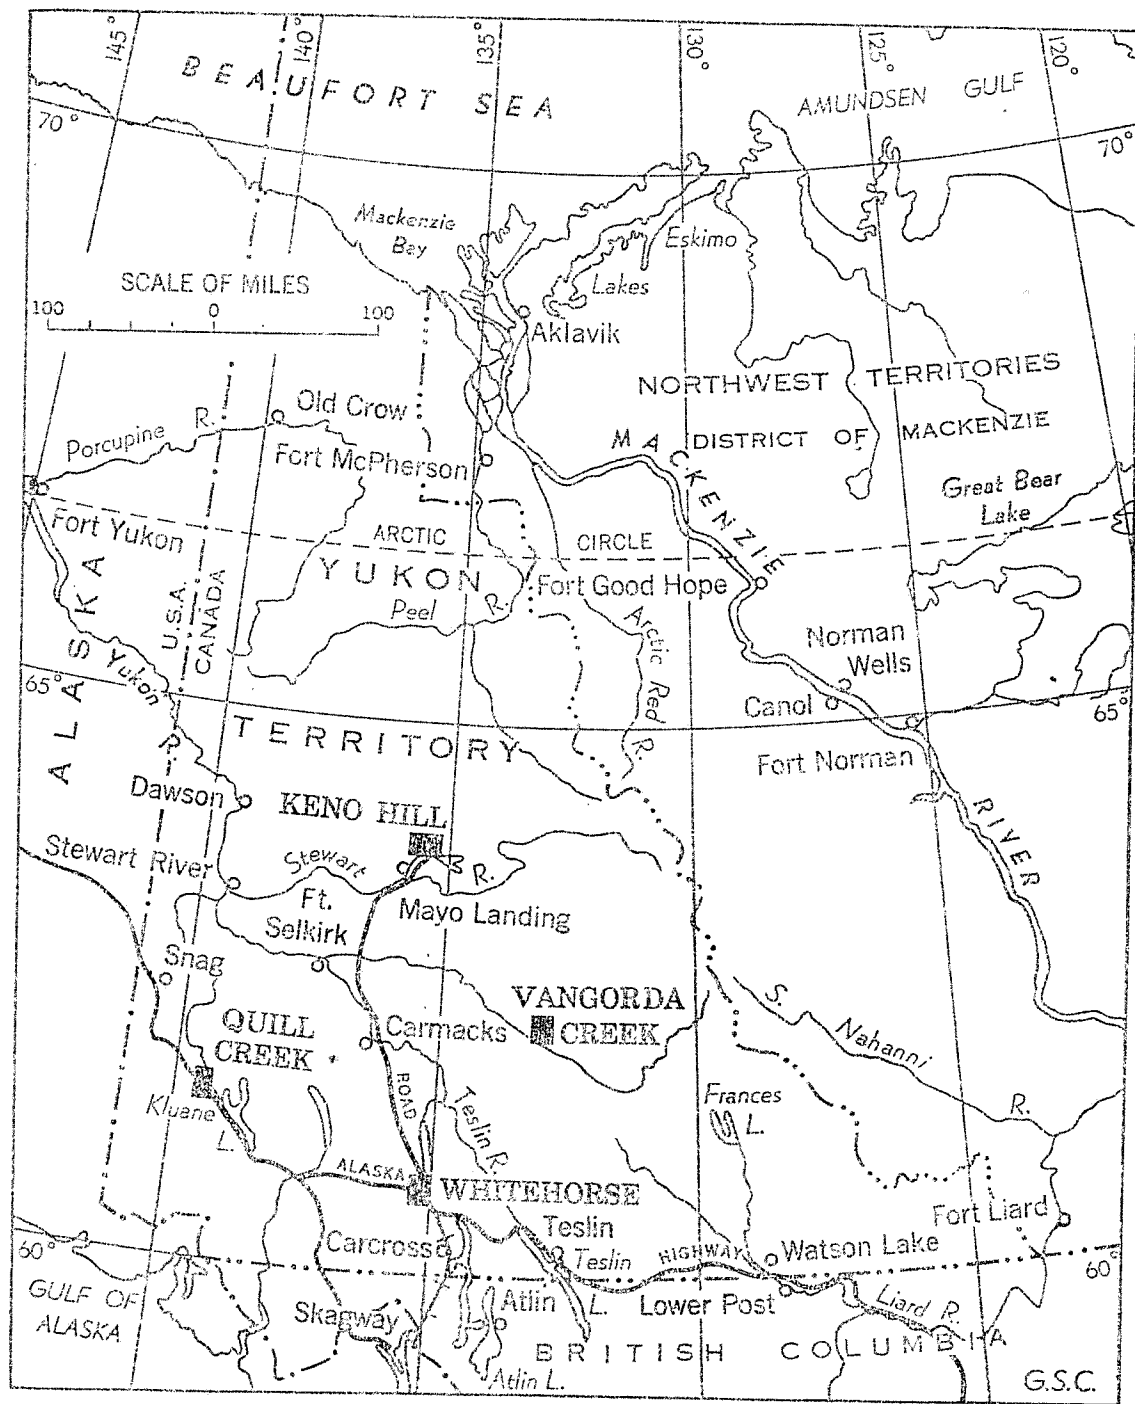 145°
140°
135°
130°
125°
120°
BEAUFORT SEA
AMUNDSEN GULF
70°
70°
Mackenzie
Bay
Eskimo
Lakes
SCALE OF MILES
100 0 100
Aklavik
NORTHWEST TERRITORIES
DISTRICT OF MACKENZIE
Old Crow
Porcupine R.
Fort McPherson
MACKENZIE
Great Bear
Lake
Fort Yukon
ARCTIC CIRCLE
YUKON
Fort Good Hope
Peel R.
U.S.A.
CANADA
ALASKA
Arctic Red R.
Norman
Wells
Yukon R.
65°
Canol
65°
TERRITORY
Fort Norman
Dawson
KENO HILL
RIVER
Stewart River
Stewart R.
Ft.
Selkirk
Mayo Landing
Snag
VANGORDA
CREEK
S. Nahanni R.
QUILL
CREEK
Carmacks
ROAD
Kluane
L.
Teslin R.
Frances
L.
ALASKA
WHITEHORSE
Fort Liard
Teslin
Carcross
Teslin
L.
HIGHWAY
Watson Lake
60°
60°
GULF OF
ALASKA
Skagway
Atlin
Lower Post
Liard R.
BRITISH COLUMBIA
Atlin L.
G.S.C.